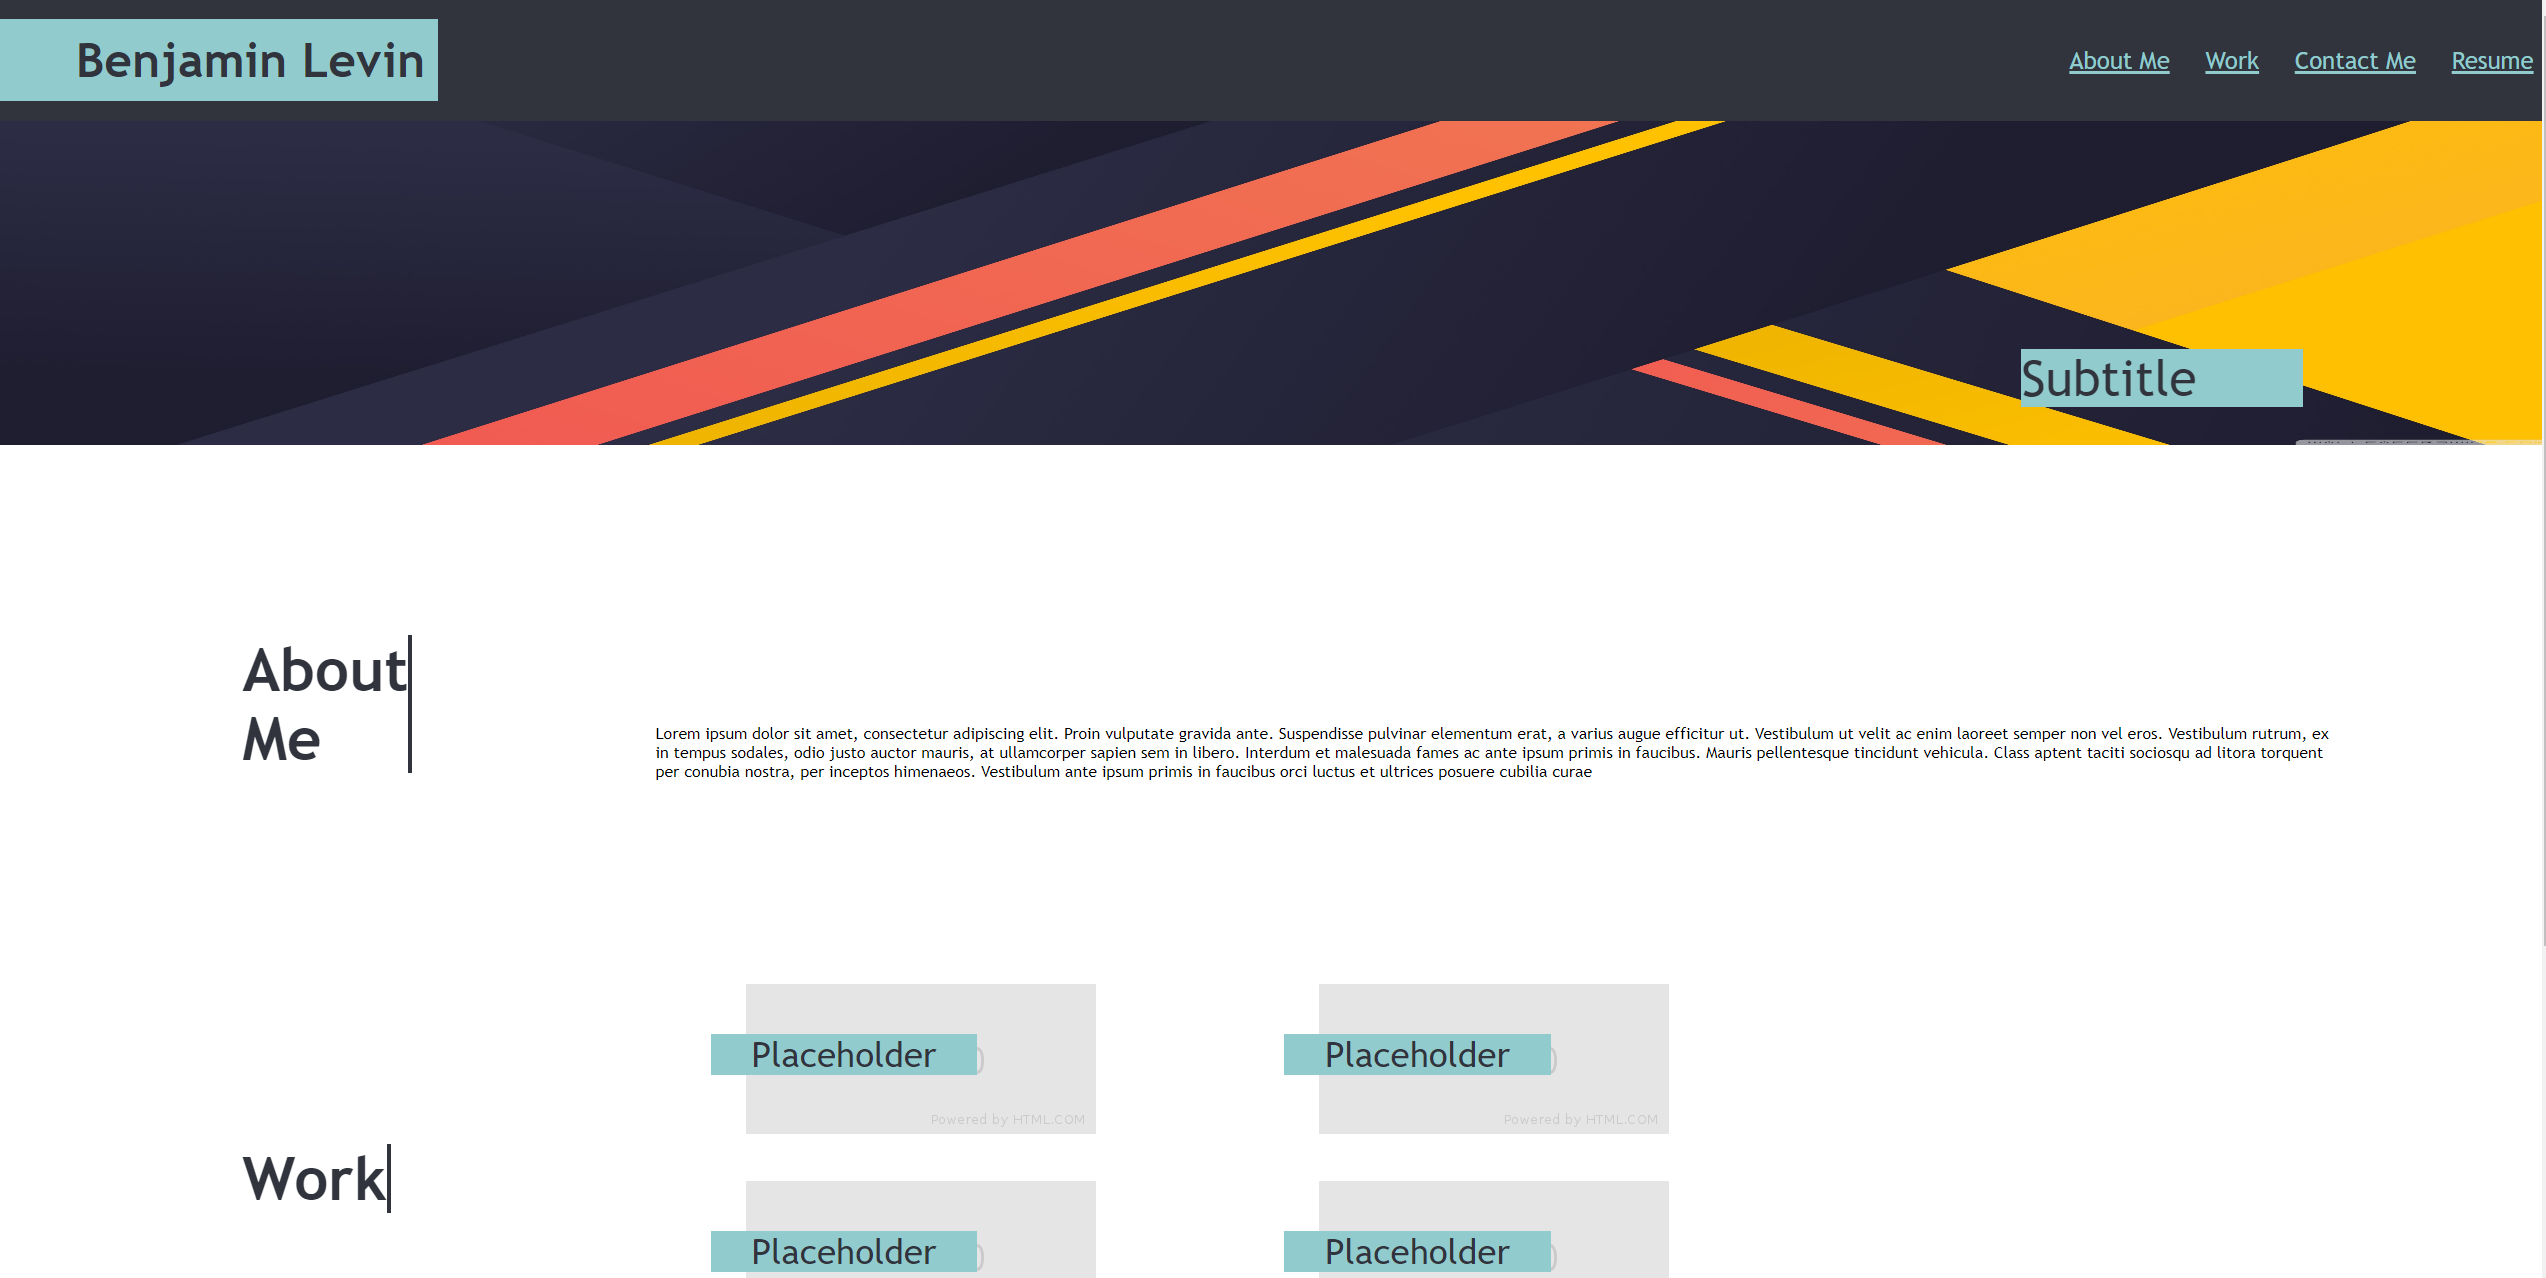 Benjamin Levin
About Me Work Contact Me Resume
Subtitle
About
Me
Lorem ipsum dolor sit amet, consectetur adipiscing elit. Proin vulputate gravida ante. Suspendisse pulvinar elementum erat, a varius augue efficitur ut. Vestibulum ut velit ac enim laoreet semper non vel eros. Vestibulum rutrum, ex
in tempus sodales, odio justo auctor mauris, at ullamcorper sapien sem in libero. Interdum et malesuada fames ac ante ipsum primis in faucibus. Mauris pellentesque tincidunt vehicula. Class aptent taciti sociosqu ad litora torquent
per conubia nostra, per inceptos himenaeos. Vestibulum ante ipsum primis in faucibus orci luctus et ultrices posuere cubilia curae
Work
Placeholder
Powered by HTML.COM
Placeholder
Powered by HTML.COM
Placeholder
Placeholder